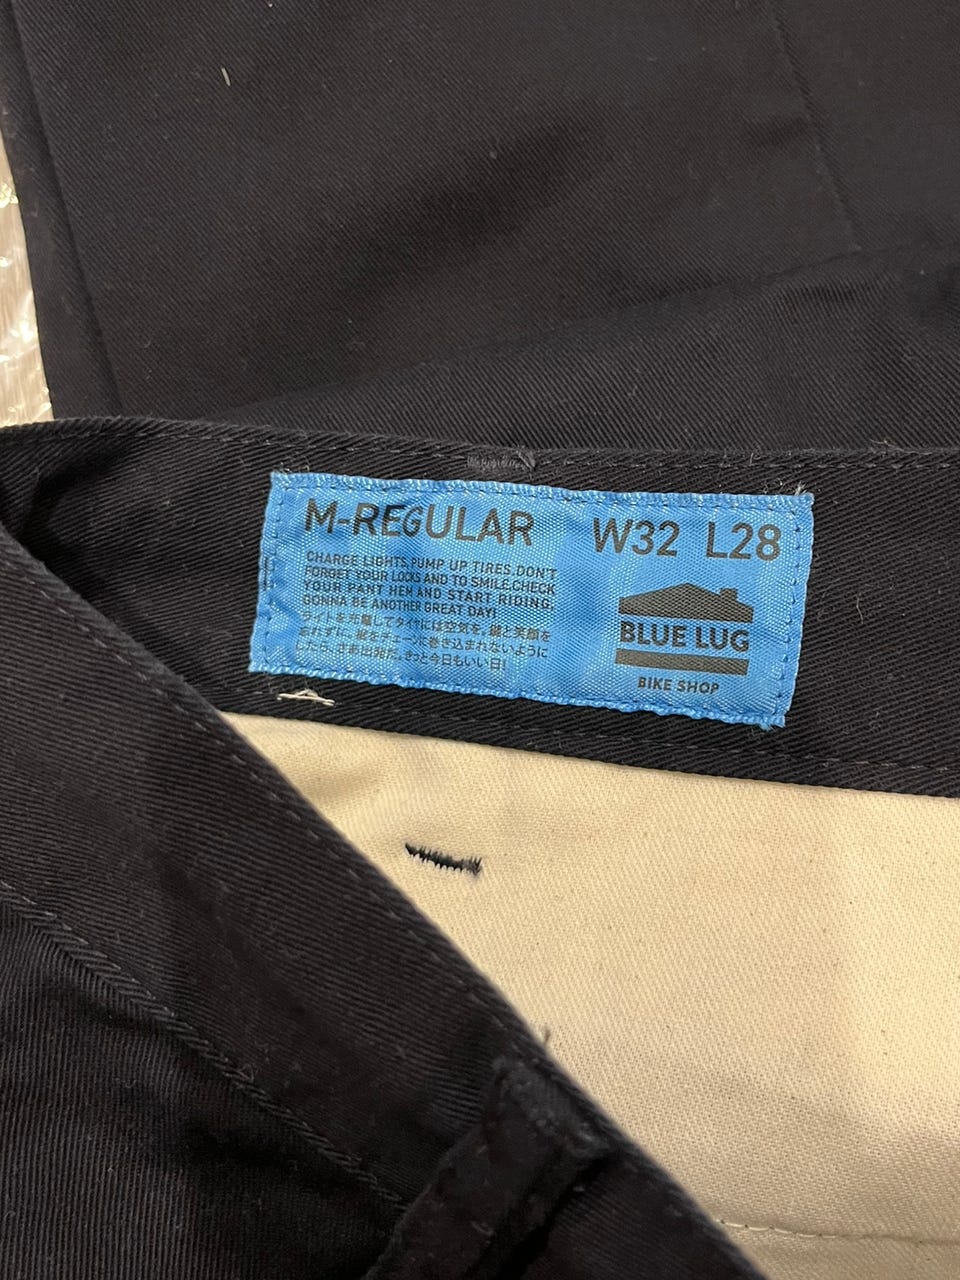 M-REGULAR W32 L28
CHARGE LIGHTS,PUMP UP TIRES,DON'T
FORGET YOUR LOCKS AND TO SMILE,CHECK
YOUR PANT HEM AND START RIDING,
GONNA BE ANOTHER GREAT DAY!
ライトを充電してタイヤには空気を、鍵と笑顔を
忘れずに、裾をチェーンに巻き込まれないように
したら、さあ出発だ。きっと今日もいい日!
BLUE LUG
BIKE SHOP